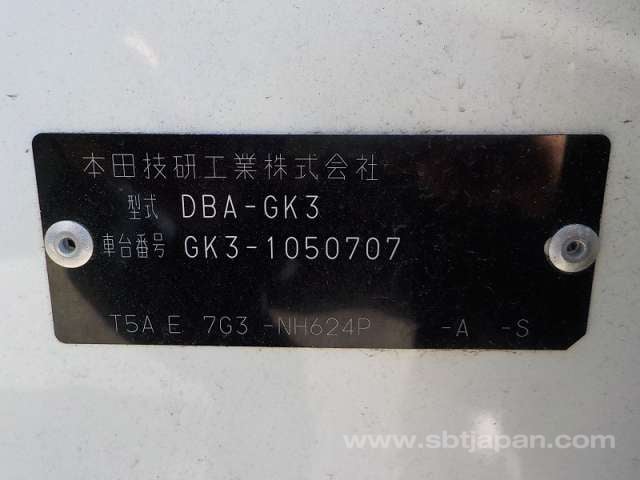 本田技研工業株式会社
型式 DBA-GK3
車台番号 GK3-1050707
T5A E 7G3 -NH624P -A -S
www.sbtjapan.com